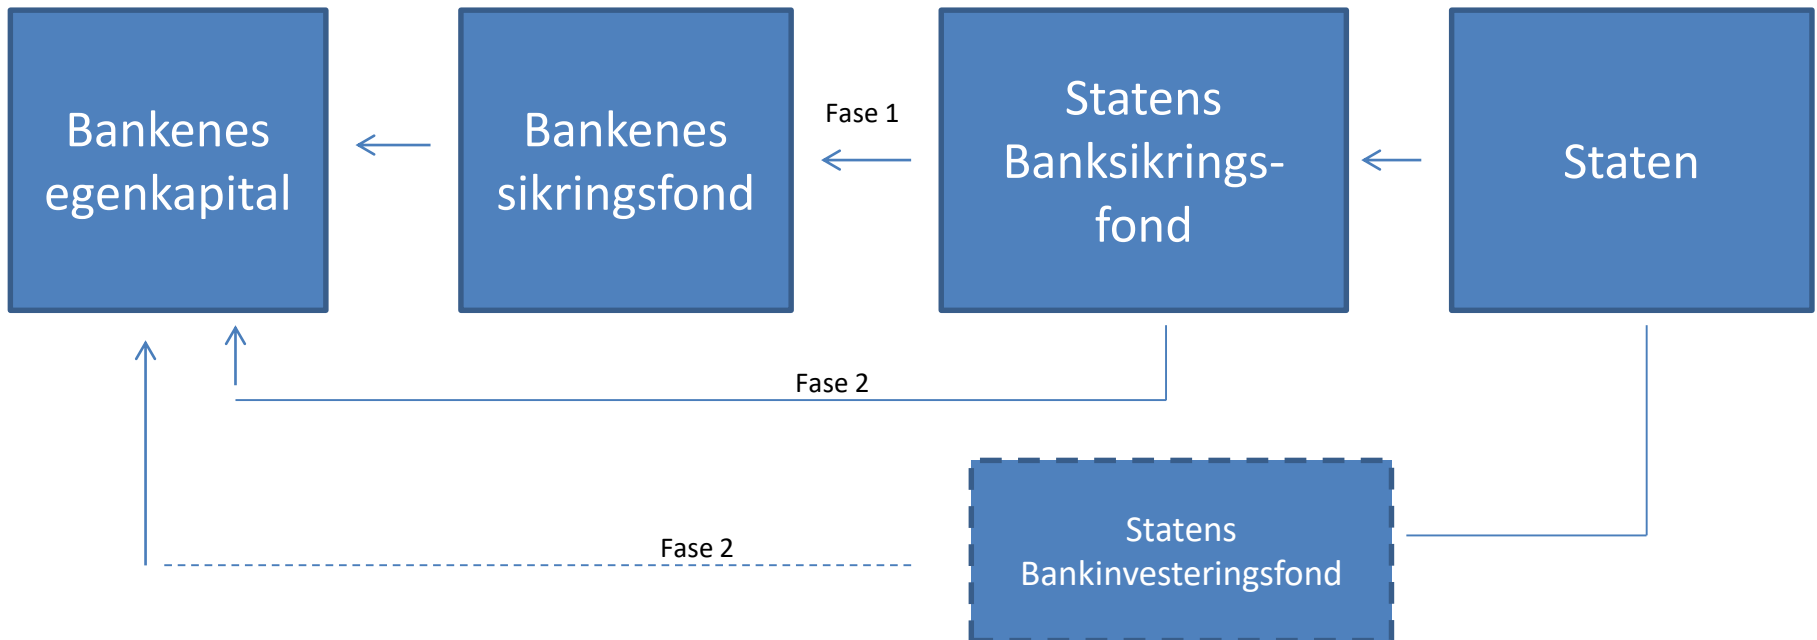 Bankenes
egenkapital
Bankenes
sikringsfond
Fase 1
Statens
Banksikrings-
fond
Staten
Fase 2
Fase 2
Statens
Bankinvesteringsfond